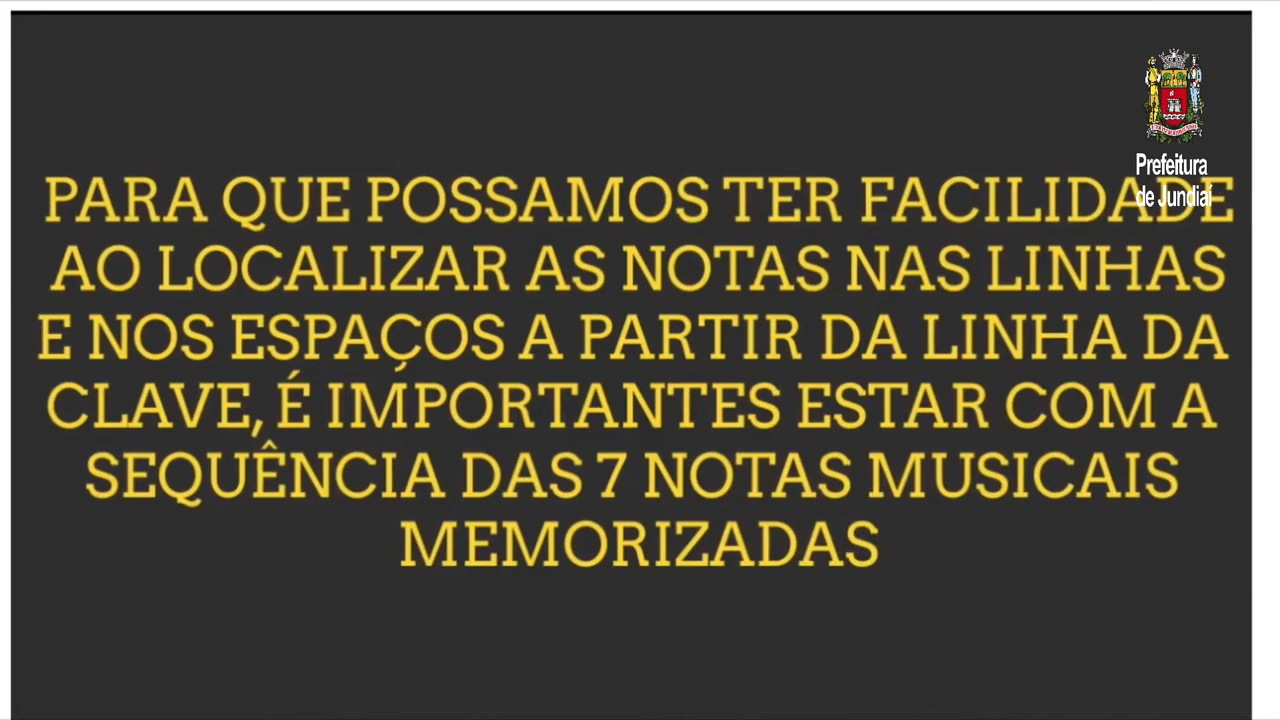 Prefeitura
de Jundiaí
PARA QUE POSSAMOS TER FACILIDADE
AO LOCALIZAR AS NOTAS NAS LINHAS
E NOS ESPAÇOS A PARTIR DA LINHA DA
CLAVE, É IMPORTANTES ESTAR COM A
SEQUÊNCIA DAS 7 NOTAS MUSICAIS
MEMORIZADAS